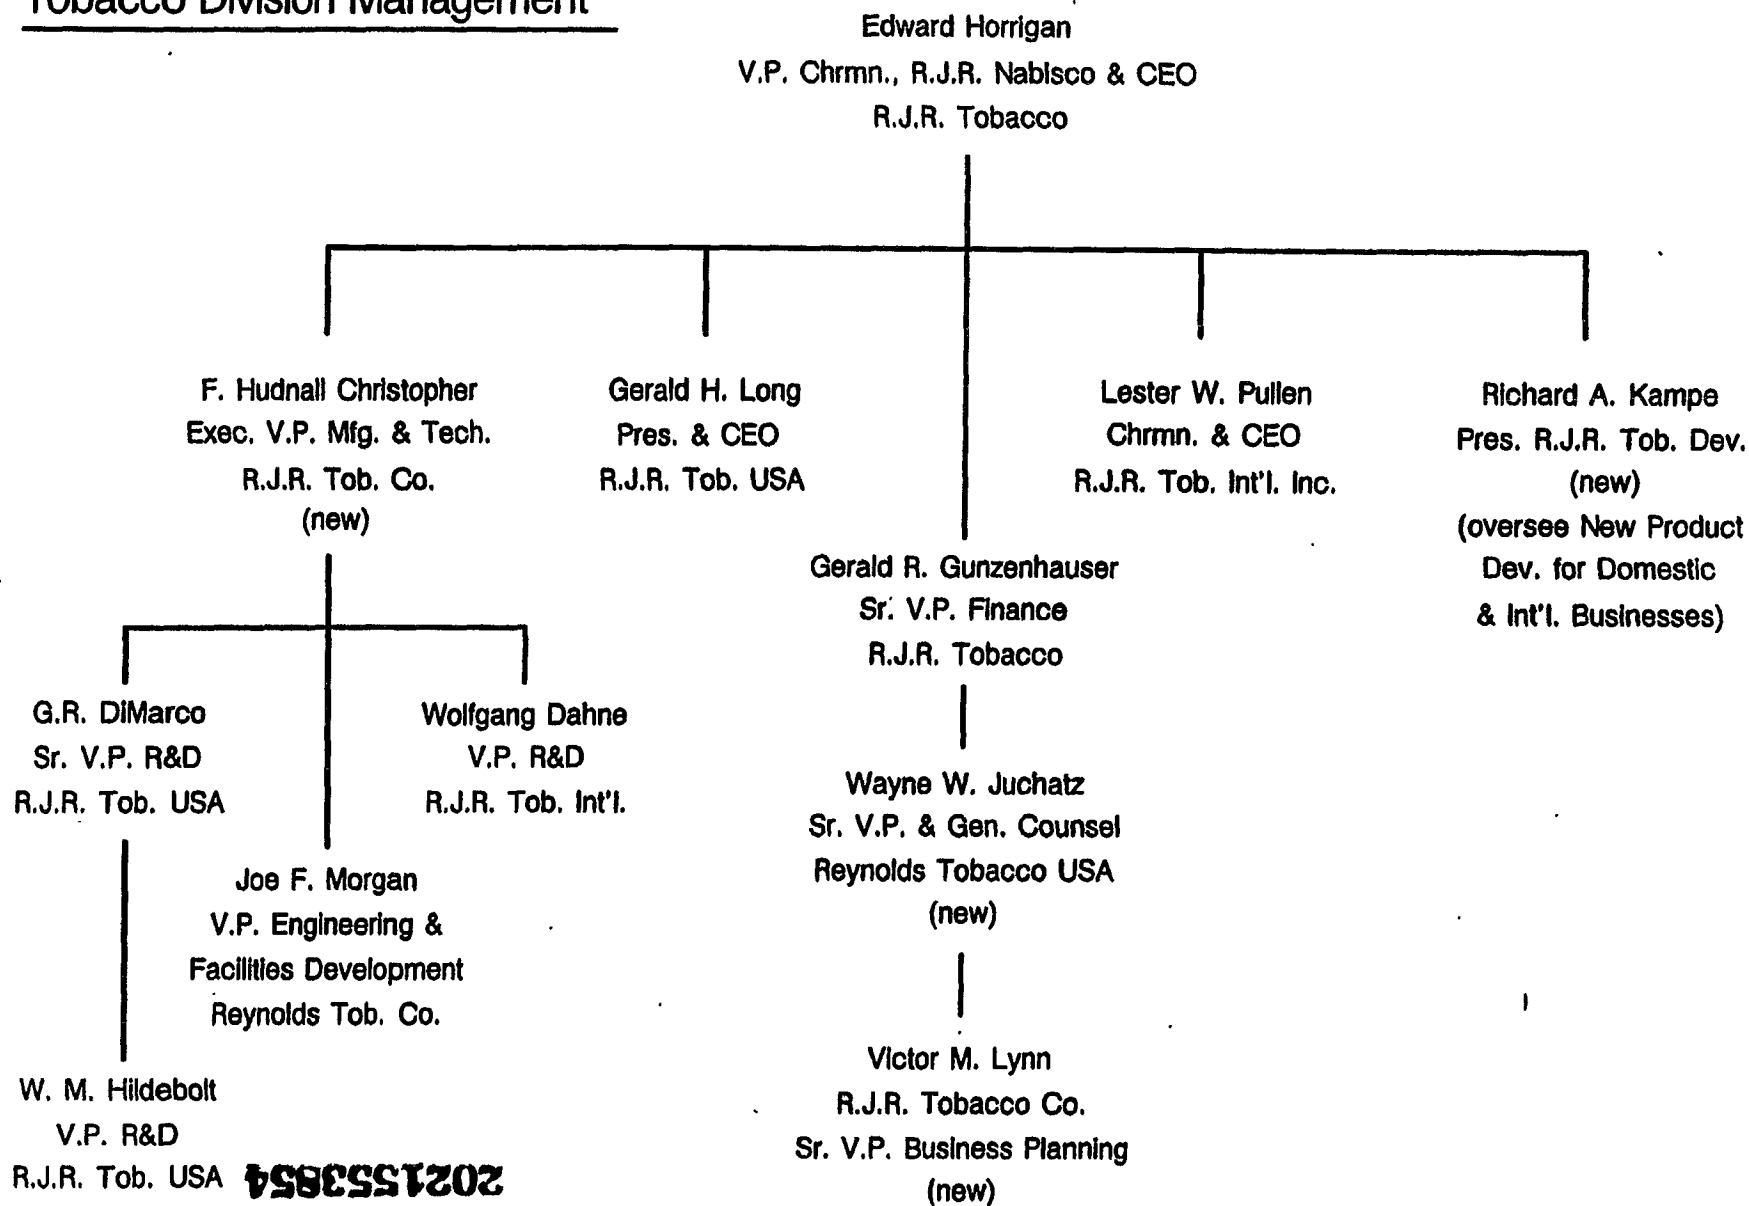 Tobacco Division Management
Edward Horrigan
V.P. Chrmn., R.J.R. Nabisco & CEO
R.J.R. Tobacco
F. Hudnall Christopher
Exec. V.P. Mfg. & Tech.
R.J.R. Tob. Co.
(new)
Gerald H. Long
Pres. & CEO
R.J.R. Tob. USA
Lester W. Pullen
Chrmn. & CEO
R.J.R. Tob. Int'l. Inc.
Richard A. Kampe
Pres. R.J.R. Tob. Dev.
(new)
(oversee New Product
Dev. for Domestic
& Int'l. Businesses)
Gerald R. Gunzenhauser
Sr. V.P. Finance
R.J.R. Tobacco
G.R. DiMarco
Sr. V.P. R&D
R.J.R. Tob. USA
Wolfgang Dahne
V.P. R&D
R.J.R. Tob. Int'l.
Wayne W. Juchatz
Sr. V.P. & Gen. Counsel
Reynolds Tobacco USA
(new)
Joe F. Morgan
V.P. Engineering &
Facilities Development
Reynolds Tob. Co.
Victor M. Lynn
R.J.R. Tobacco Co.
Sr. V.P. Business Planning
(new)
W. M. Hildebolt
V.P. R&D
R.J.R. Tob. USA
2021553854